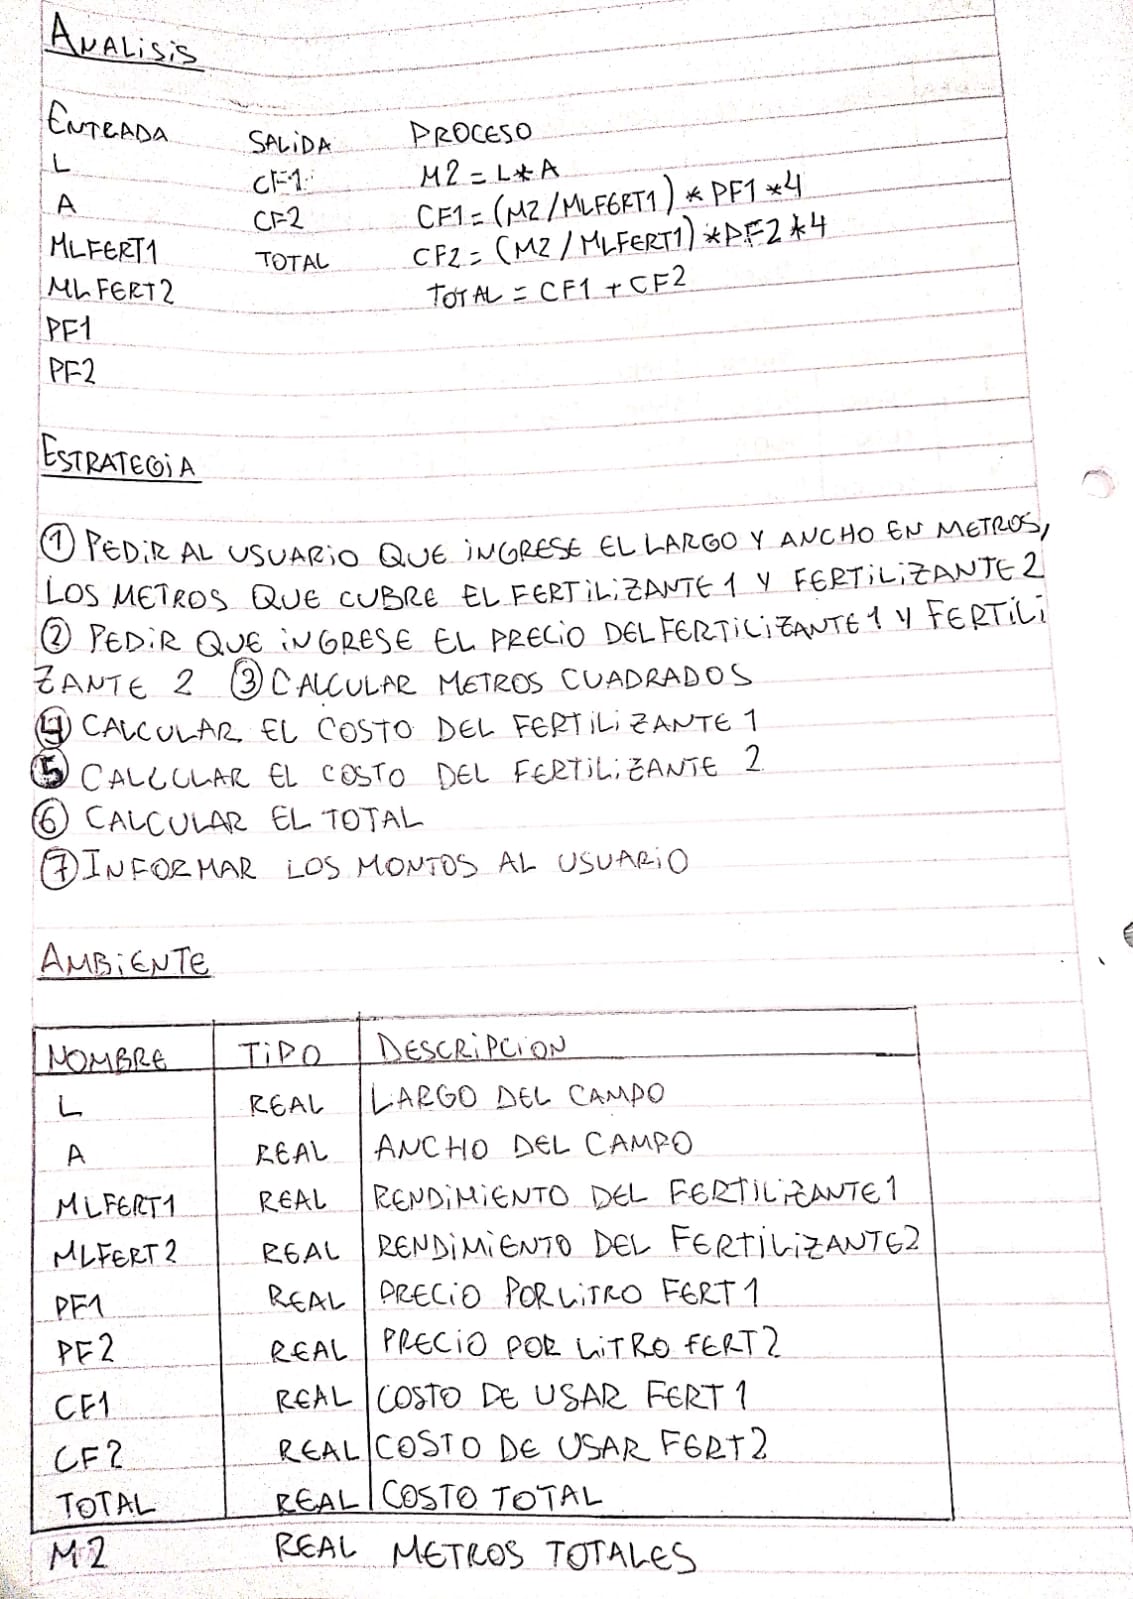 ANALISIS
ENTRADA SALIDA PROCESO
L CF1 M2 = L*A
A CF2 CF1 = (M2/MLFERT1) * PF1 *4
MLFERT1 TOTAL CF2 = (M2/MLFERT1) *PF2*4
MLFERT2 TOTAL = CF1 + CF2
PF1
PF2
ESTRATEGIA
① PEDIR AL USUARIO QUE INGRESE EL LARGO Y ANCHO EN METROS,
LOS METROS QUE CUBRE EL FERTILIZANTE 1 Y FERTILIZANTE 2
② PEDIR QUE INGRESE EL PRECIO DEL FERTILIZANTE 1 Y FERTILI
ZANTE 2 ③ CALCULAR METROS CUADRADOS
④ CALCULAR EL COSTO DEL FERTILIZANTE 1
⑤ CALCULAR EL COSTO DEL FERTILIZANTE 2
⑥ CALCULAR EL TOTAL
⑦ INFORMAR LOS MONTOS AL USUARIO
AMBIENTE
NOMBRE TIPO DESCRIPCION
L REAL LARGO DEL CAMPO
A REAL ANCHO DEL CAMPO
MLFERT1 REAL RENDIMIENTO DEL FERTILIZANTE1
MLFERT2 REAL RENDIMIENTO DEL FERTILIZANTE2
PF1 REAL PRECIO POR LITRO FERT 1
PF2 REAL PRECIO POR LITRO FERT 2
CF1 REAL COSTO DE USAR FERT 1
CF2 REAL COSTO DE USAR FERT 2
TOTAL REAL COSTO TOTAL
M2 REAL METROS TOTALES